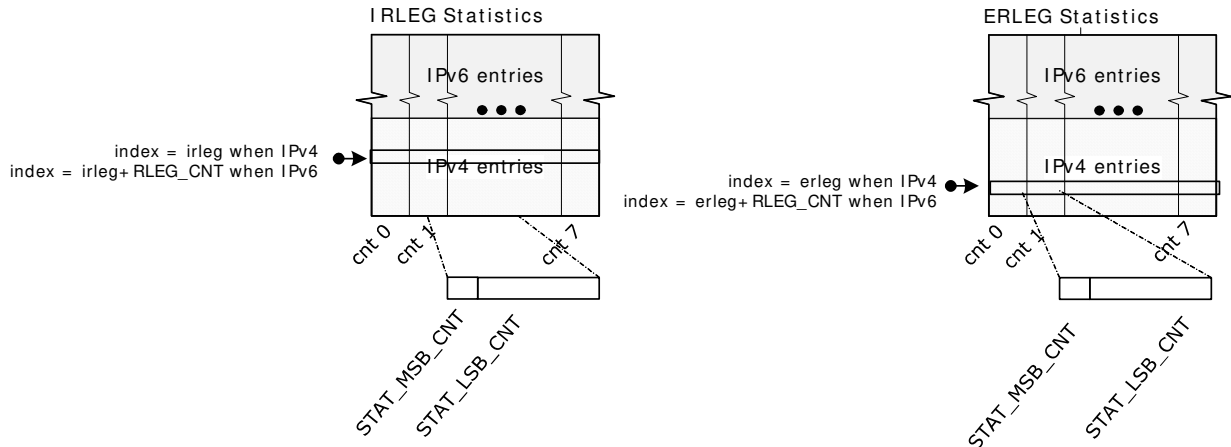 IRLEG Statistics
IPv6 entries
index = irleg when IPv4
index = irleg+RLEG_CNT when IPv6
IPv4 entries
cnt 0
cnt 1
cnt 7
STAT_MSB_CNT
STAT_LSB_CNT
ERLEG Statistics
IPv6 entries
IPv4 entries
index = erleg when IPv4
index = erleg+RLEG_CNT when IPv6
cnt 0
cnt 1
cnt 7
STAT_MSB_CNT
STAT_LSB_CNT